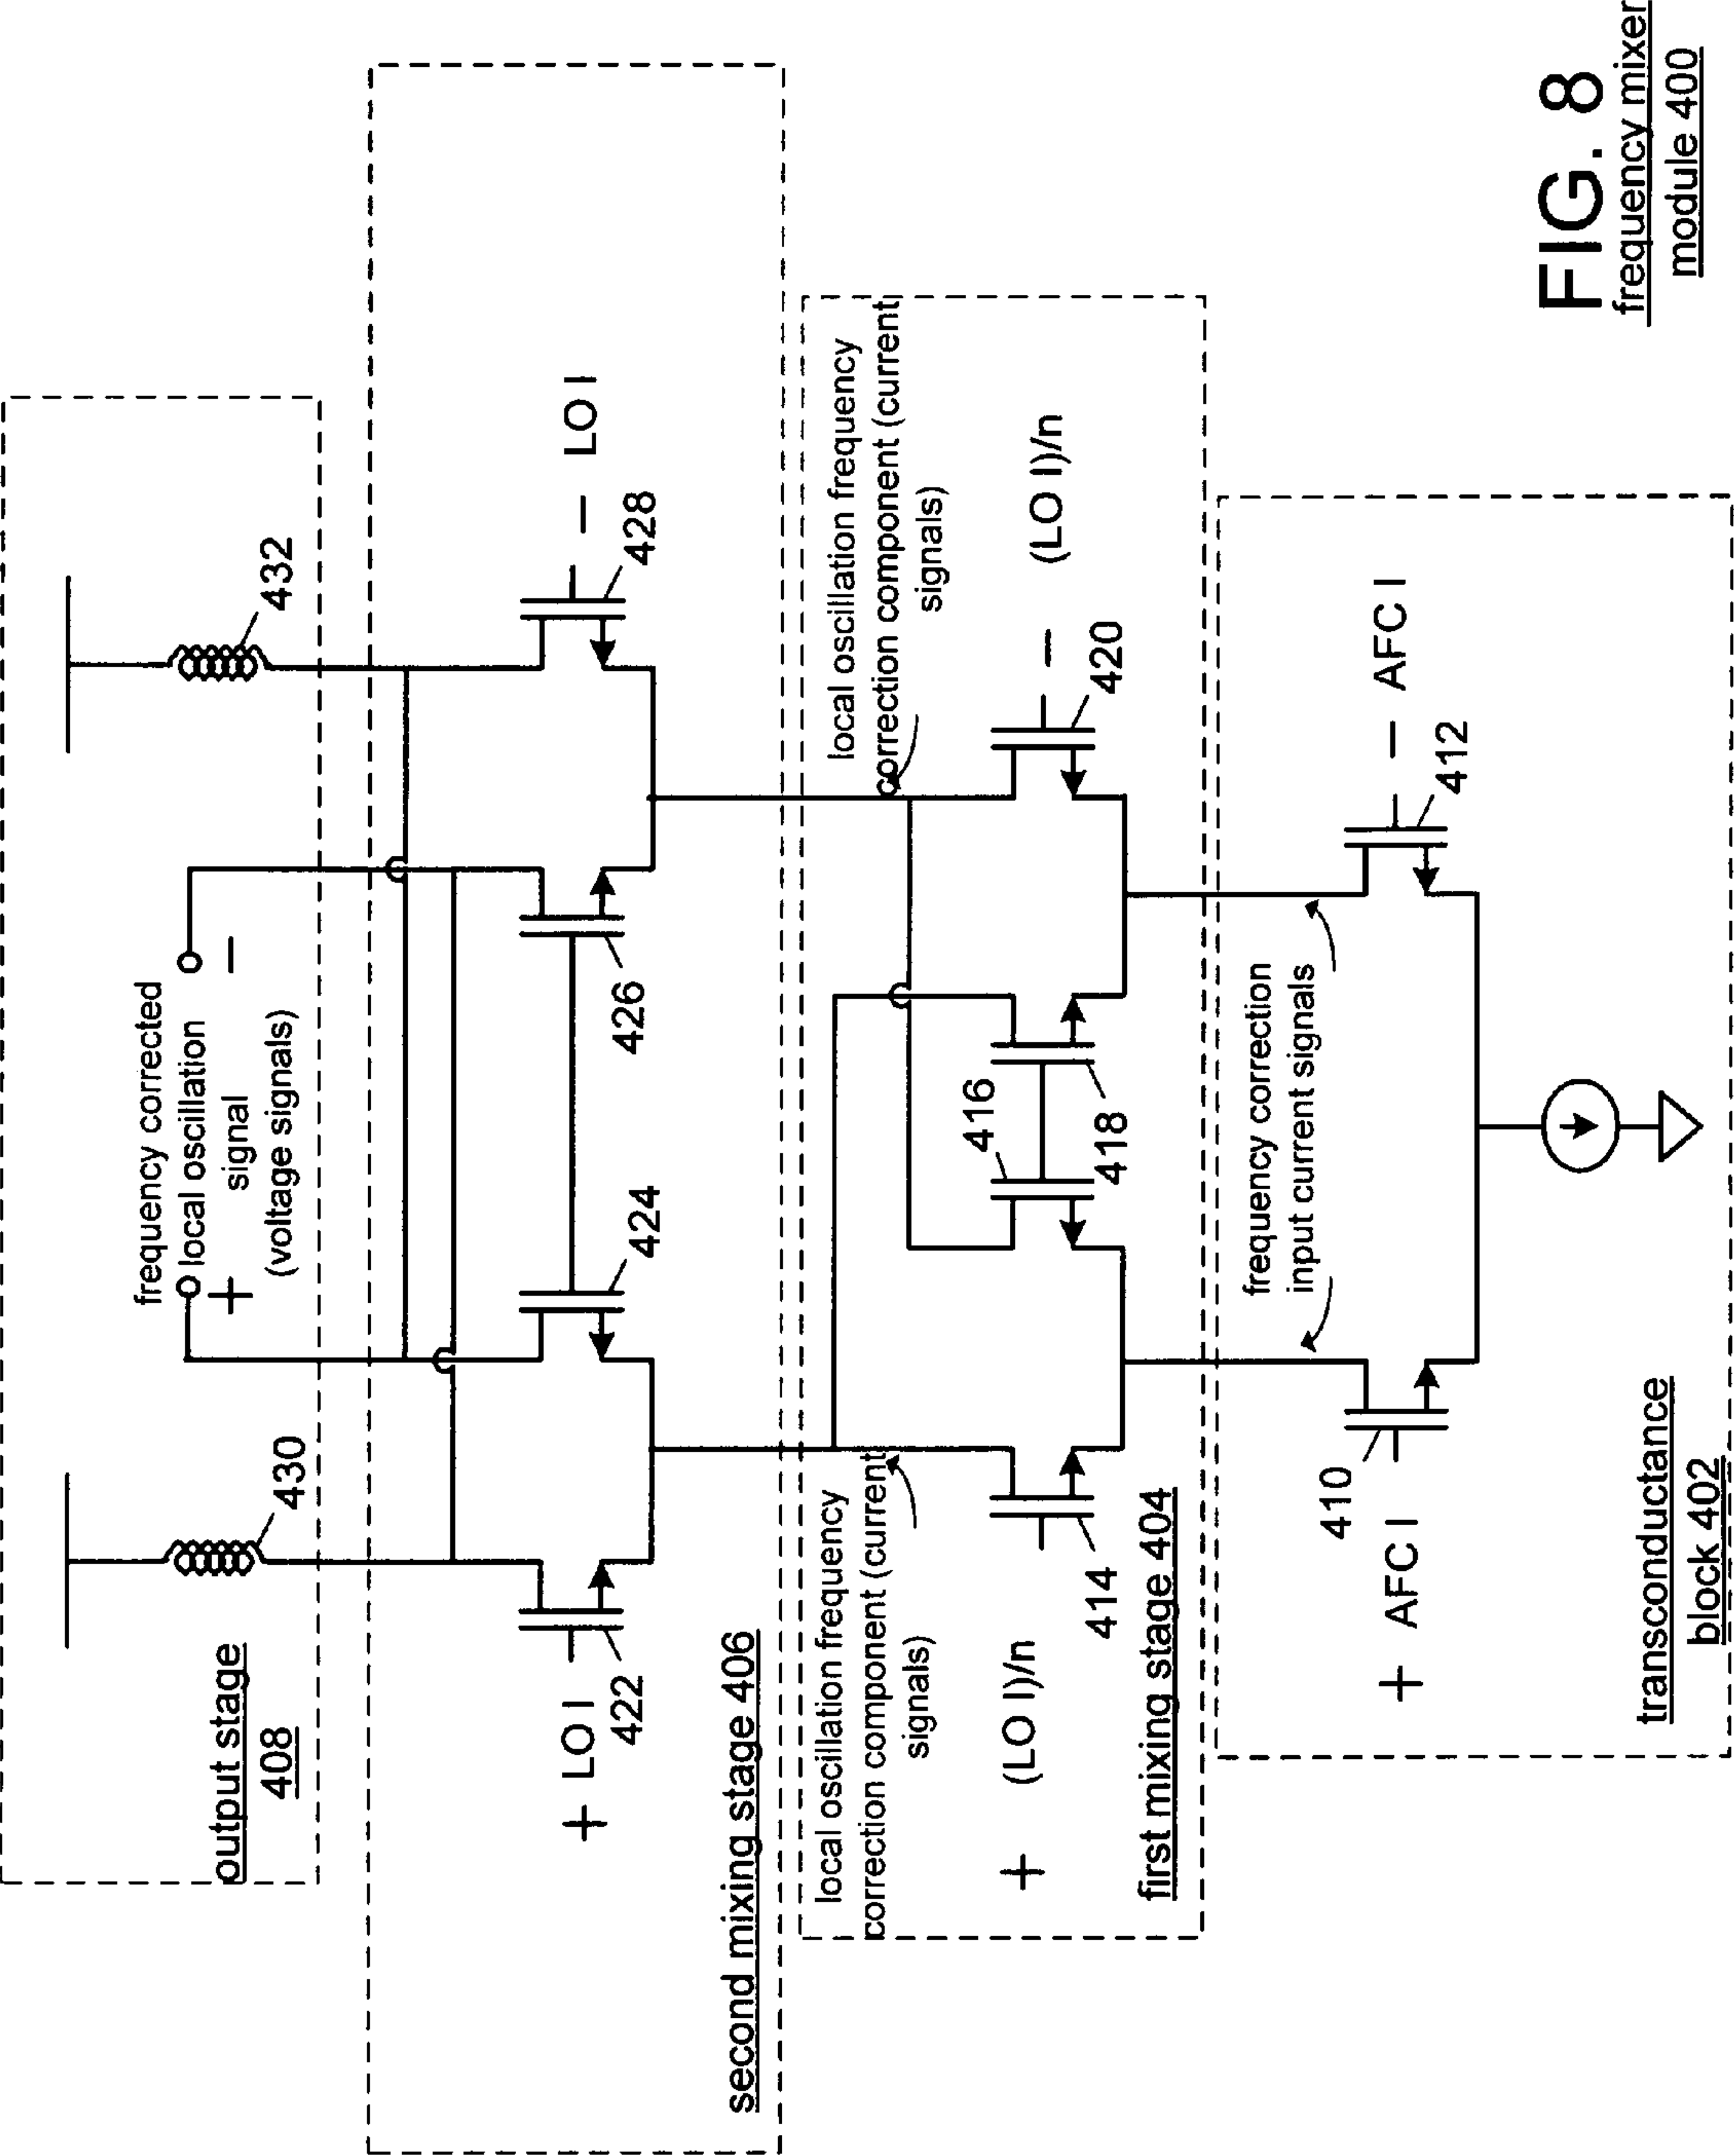 frequency corrected
local oscillation
signal
(voltage signals)
+
−
430
432
output stage
408
+ LO I
422
424
426
428
− LO I
second mixing stage 406
local oscillation frequency
correction component (current
signals)
local oscillation frequency
correction component (current
signals)
+ (LO I)/n
414
416
418
420
− (LO I)/n
first mixing stage 404
frequency correction
input current signals
+ AFC I
410
412
− AFC I
transconductance
block 402
FIG. 8
frequency mixer
module 400